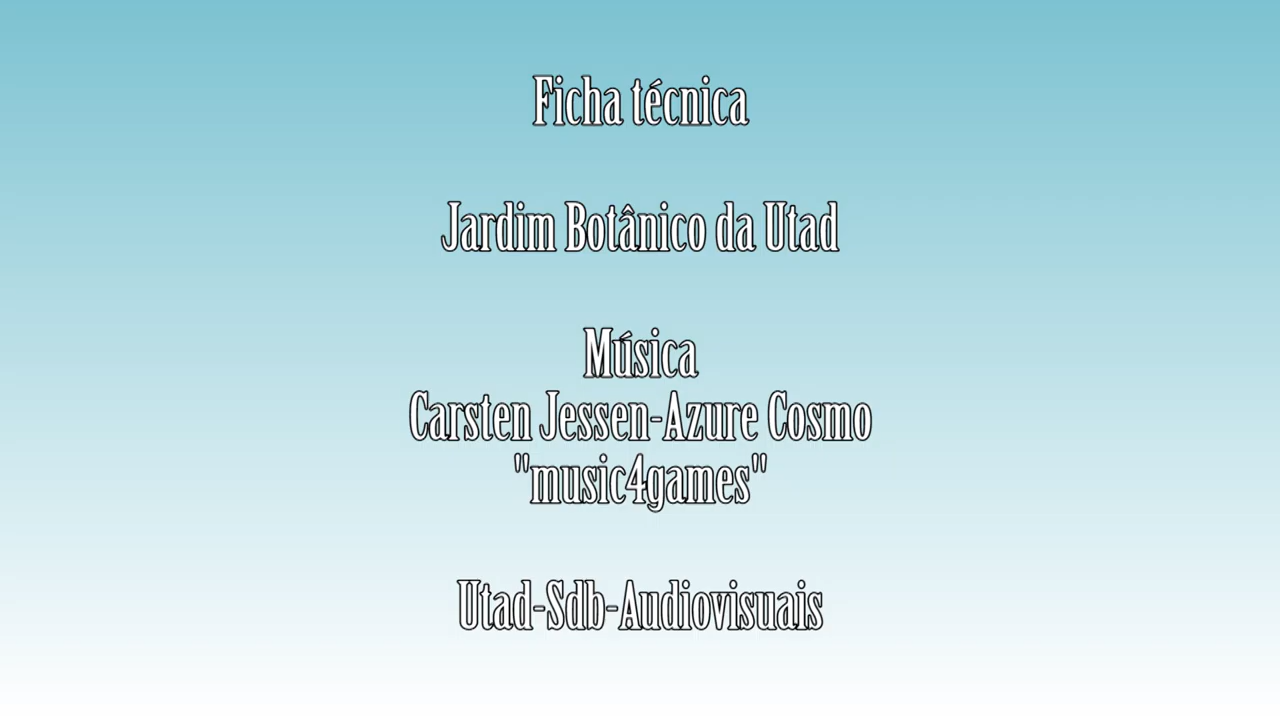 Ficha técnica
Jardim Botânico da Utad
Música
Carsten Jessen-Azure Cosmo
"music4games"
Utad-Sdb-Audiovisuais